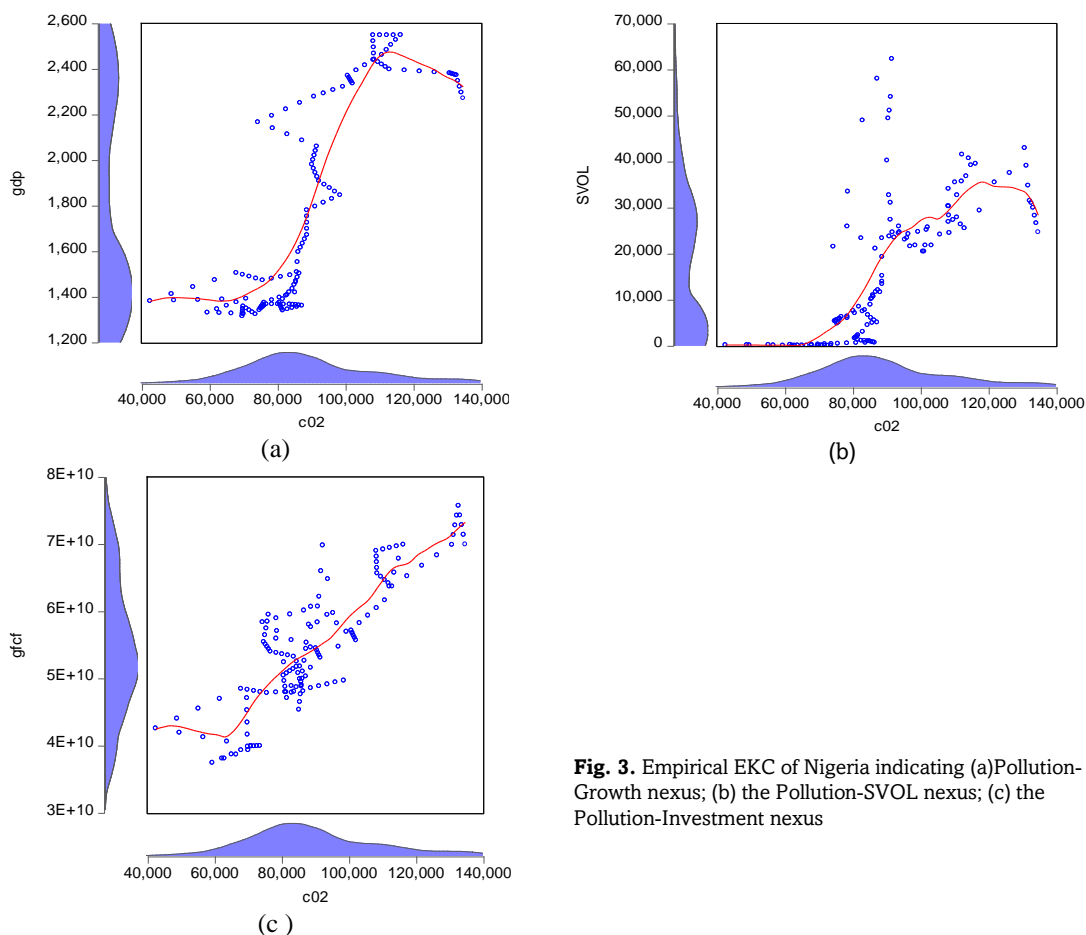 2,600
2,400
2,200
2,000
1,800
1,600
1,400
1,200
gdp
40,000 60,000 80,000 100,000 120,000 140,000
c02
(a)
70,000
60,000
50,000
40,000
30,000
20,000
10,000
0
SVOL
40,000 60,000 80,000 100,000 120,000 140,000
c02
(b)
8E+10
7E+10
6E+10
5E+10
4E+10
3E+10
gfcf
40,000 60,000 80,000 100,000 120,000 140,000
c02
(c )
Fig. 3. Empirical EKC of Nigeria indicating (a)Pollution-
Growth nexus; (b) the Pollution-SVOL nexus; (c) the
Pollution-Investment nexus